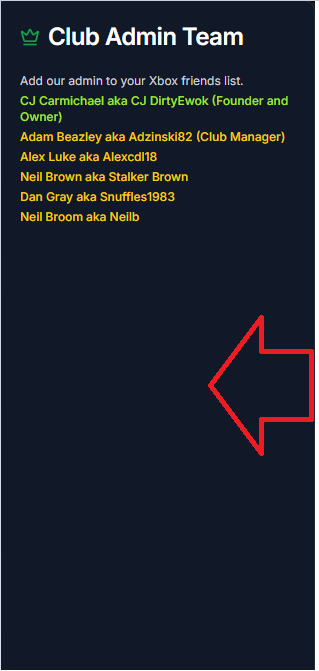 Club Admin Team
Add our admin to your Xbox friends list.
CJ Carmichael aka CJ DirtyEwok (Founder and
Owner)
Adam Beazley aka Adzinski82 (Club Manager)
Alex Luke aka Alexcdl18
Neil Brown aka Stalker Brown
Dan Gray aka Snuffles1983
Neil Broom aka Neilb